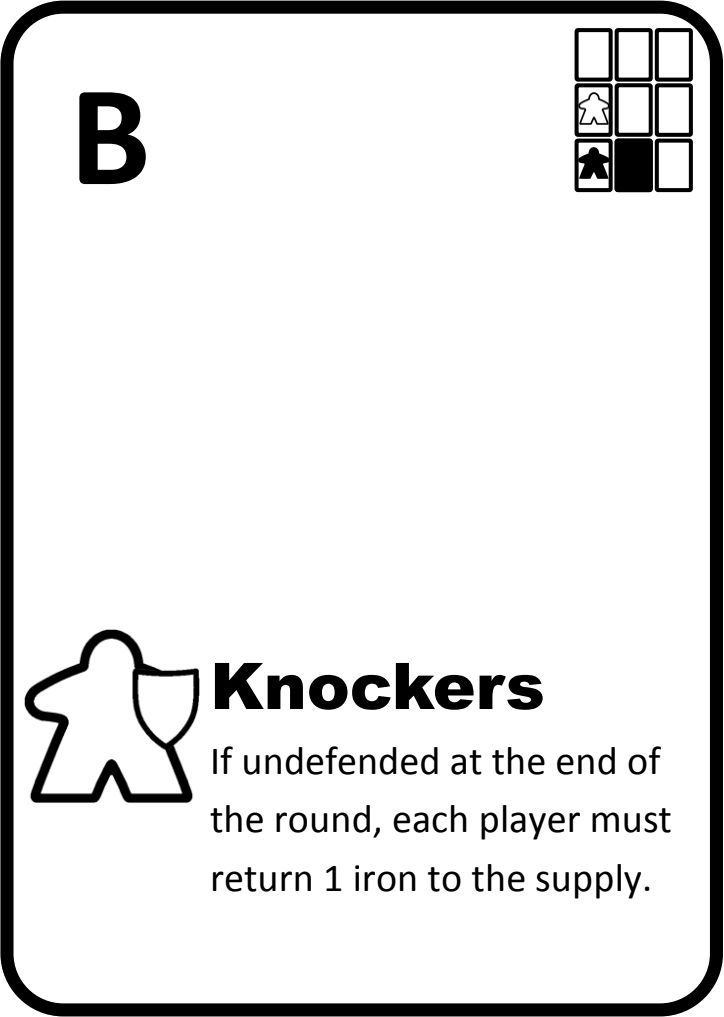 B
Knockers
If undefended at the end of
the round, each player must
return 1 iron to the supply.